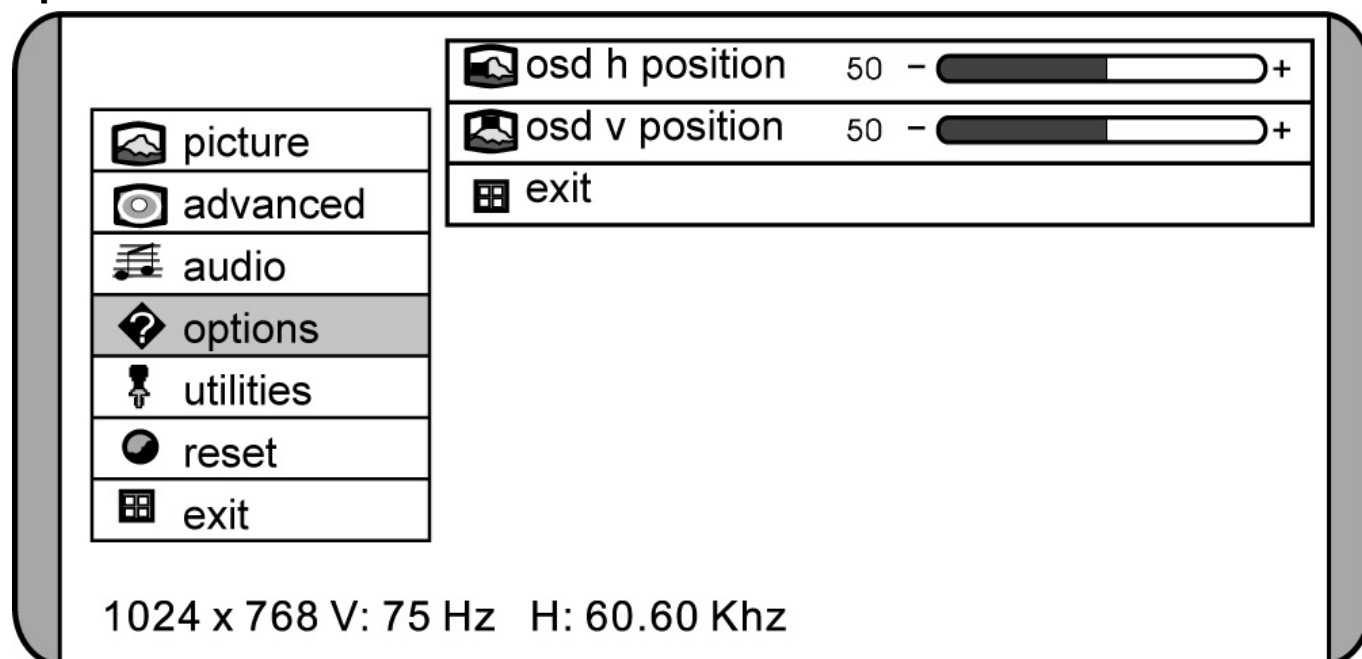 osd h position 50 - +
osd v position 50 - +
exit
picture
advanced
audio
? options
utilities
reset
exit
1024 x 768 V: 75 Hz H: 60.60 Khz